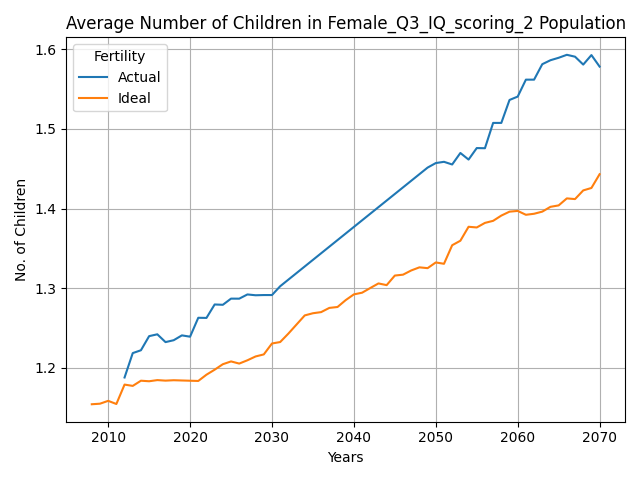 Average Number of Children in Female_Q3_IQ_scoring_2 Population
Fertility
Actual
Ideal
No. of Children
1.6
1.5
1.4
1.3
1.2
2010 2020 2030 2040 2050 2060 2070
Years